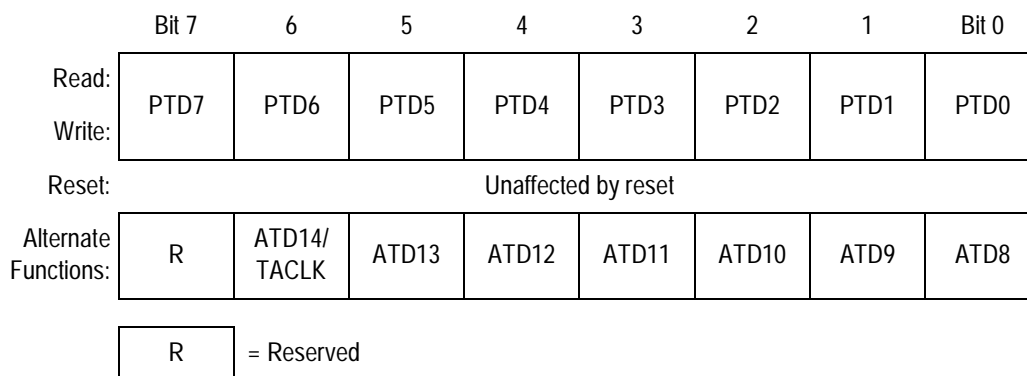 Bit 7 6 5 4 3 2 1 Bit 0
Read:
PTD7 PTD6 PTD5 PTD4 PTD3 PTD2 PTD1 PTD0
Write:
Reset: Unaffected by reset
Alternate Functions: R ATD14/TACLK ATD13 ATD12 ATD11 ATD10 ATD9 ATD8
R = Reserved